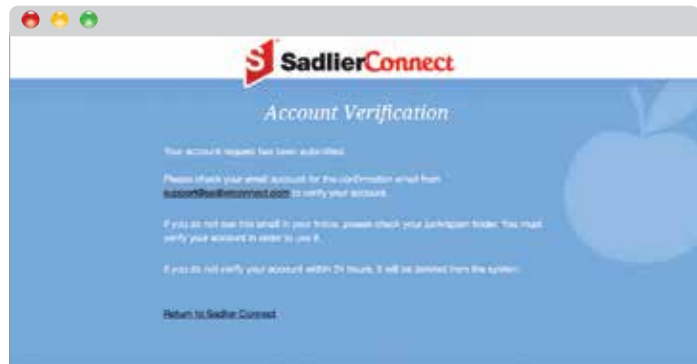 SadlierConnect
Account Verification
Your account request has been submitted.
Please check your email account for the confirmation email from
support@sadlierconnect.com to verify your account.
If you do not see this email in your inbox, please check your junk/spam folder. You must
verify your account in order to use it.
If you do not verify your account within 24 hours, it will be deleted from the system.
Return to Sadlier Connect